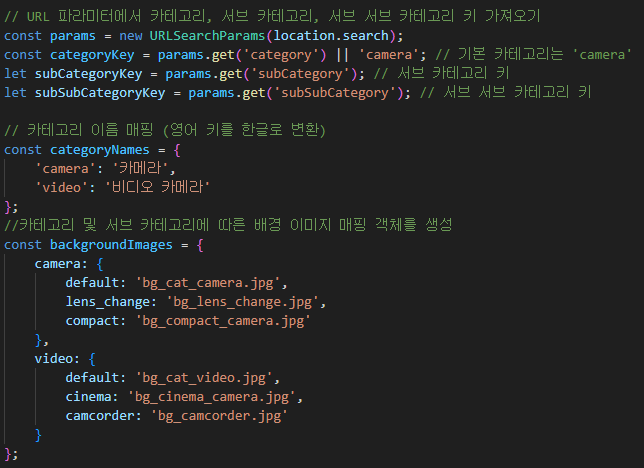 // URL 파라미터에서 카테고리, 서브 카테고리, 서브 서브 카테고리 키 가져오기
const params = new URLSearchParams(location.search);
const categoryKey = params.get('category') || 'camera'; // 기본 카테고리는 'camera'
let subCategoryKey = params.get('subCategory'); // 서브 카테고리 키
let subSubCategoryKey = params.get('subSubCategory'); // 서브 서브 카테고리 키

// 카테고리 이름 매핑 (영어 키를 한글로 변환)
const categoryNames = {
    'camera': '카메라',
    'video': '비디오 카메라'
};
//카테고리 및 서브 카테고리에 따른 배경 이미지 매핑 객체를 생성
const backgroundImages = {
    camera: {
        default: 'bg_cat_camera.jpg',
        lens_change: 'bg_lens_change.jpg',
        compact: 'bg_compact_camera.jpg'
    },
    video: {
        default: 'bg_cat_video.jpg',
        cinema: 'bg_cinema_camera.jpg',
        camcorder: 'bg_camcorder.jpg'
    }
};